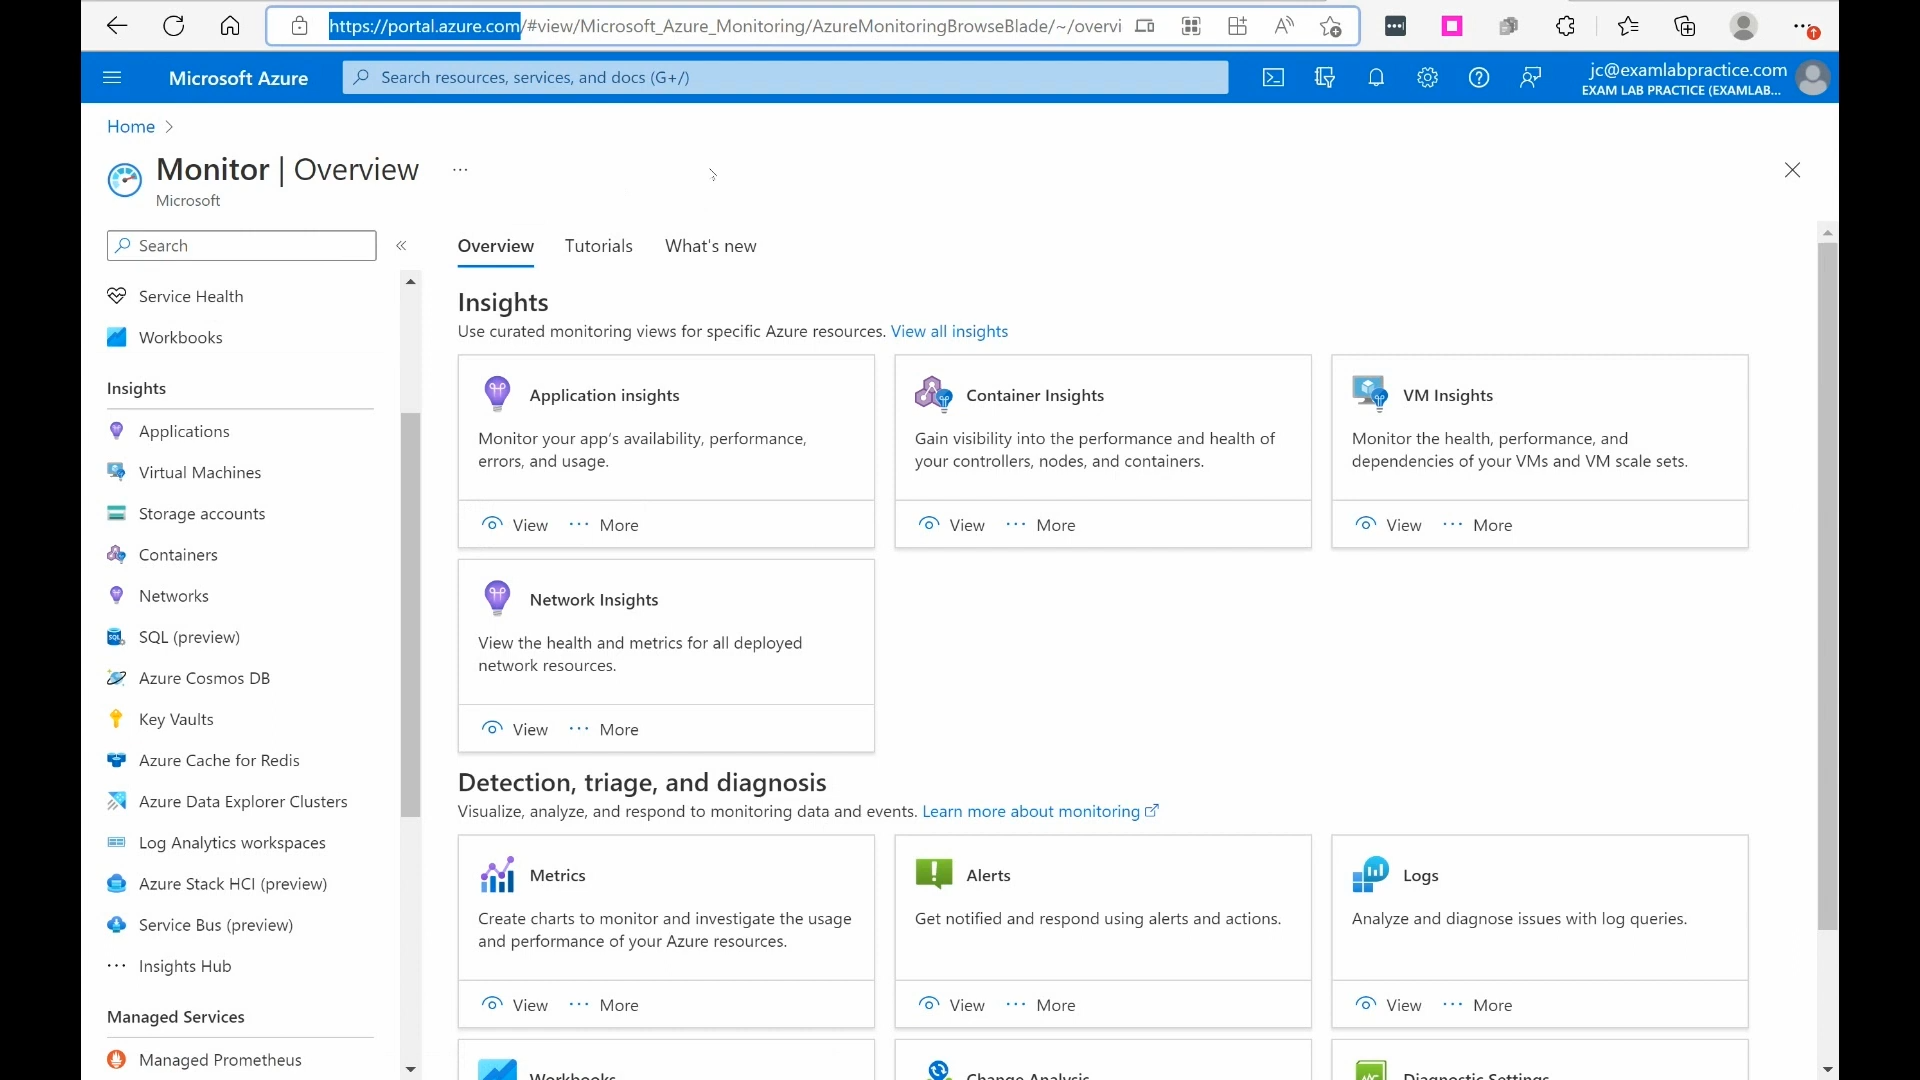 https://portal.azure.com/#view/Microsoft_Azure_Monitoring/AzureMonitoringBrowseBlade/~/overvi
Microsoft Azure
Search resources, services, and docs (G+/)
jc@examlabpractice.com
EXAM LAB PRACTICE (EXAMLAB...
Home
Monitor | Overview
...
Microsoft
Search
Service Health
Workbooks
Insights
Applications
Virtual Machines
Storage accounts
Containers
Networks
SQL (preview)
Azure Cosmos DB
Key Vaults
Azure Cache for Redis
Azure Data Explorer Clusters
Log Analytics workspaces
Azure Stack HCI (preview)
Service Bus (preview)
Insights Hub
Managed Services
Managed Prometheus
Overview
Tutorials
What's new
Insights
Use curated monitoring views for specific Azure resources. View all insights
Application insights
Monitor your app's availability, performance,
errors, and usage.
View
More
Container Insights
Gain visibility into the performance and health of
your controllers, nodes, and containers.
View
More
VM Insights
Monitor the health, performance, and
dependencies of your VMs and VM scale sets.
View
More
Network Insights
View the health and metrics for all deployed
network resources.
View
More
Detection, triage, and diagnosis
Visualize, analyze, and respond to monitoring data and events. Learn more about monitoring
Metrics
Create charts to monitor and investigate the usage
and performance of your Azure resources.
View
More
Alerts
Get notified and respond using alerts and actions.
View
More
Logs
Analyze and diagnose issues with log queries.
View
More
Workbooks
Change Analysis
Diagnostic Settings